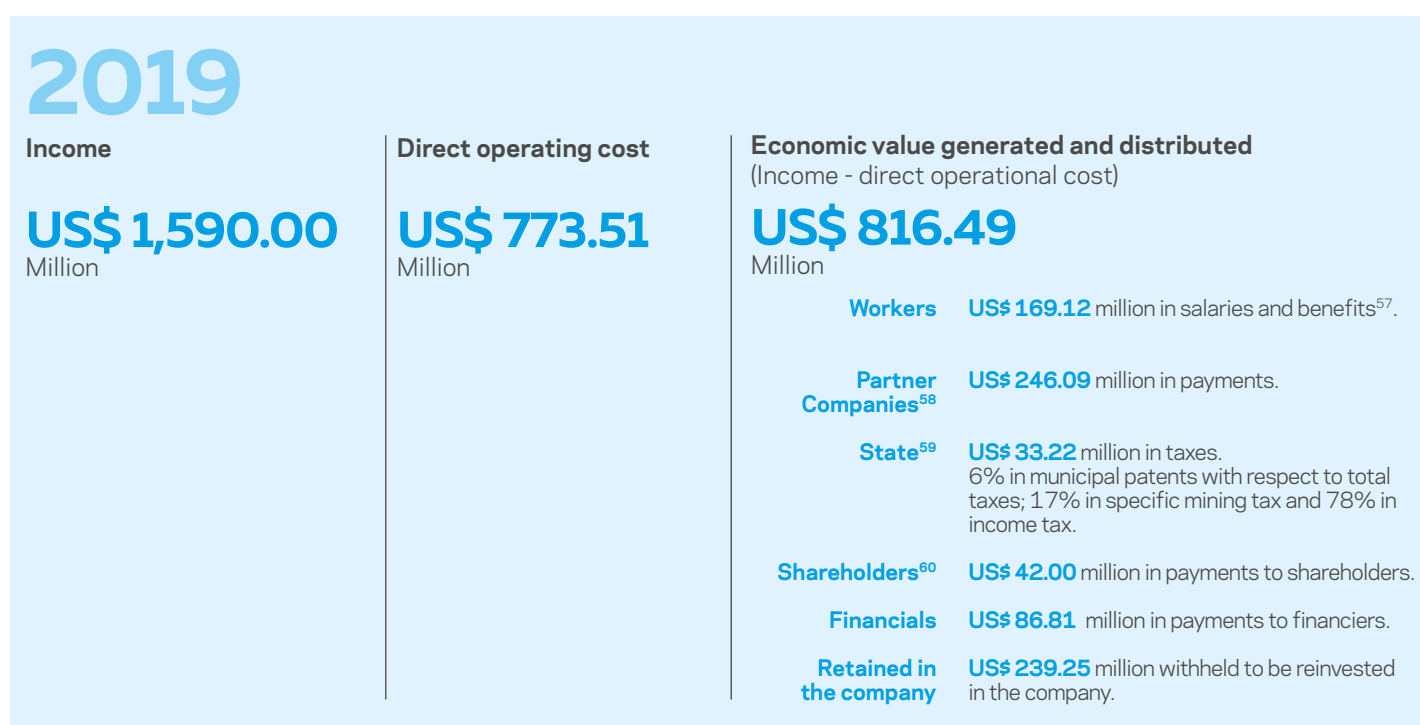 2019
Income
US$ 1,590.00
Million
Direct operating cost
US$ 773.51
Million
Economic value generated and distributed
(Income - direct operational cost)
US$ 816.49
Million
Workers
US$ 169.12 million in salaries and benefits57.
Partner
Companies58
US$ 246.09 million in payments.
State59
US$ 33.22 million in taxes.
6% in municipal patents with respect to total
taxes; 17% in specific mining tax and 78% in
income tax.
Shareholders60
US$ 42.00 million in payments to shareholders.
Financials
US$ 86.81 million in payments to financiers.
Retained in
the company
US$ 239.25 million withheld to be reinvested
in the company.